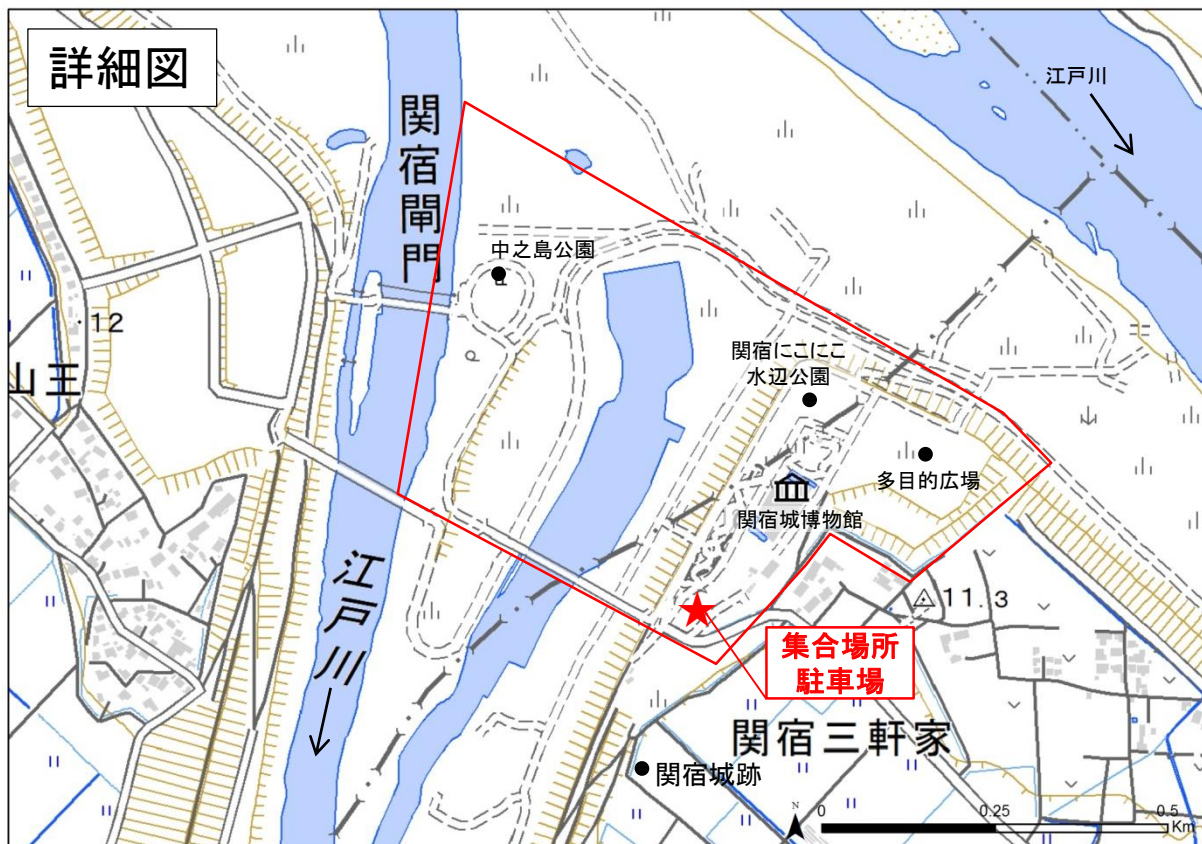 詳細図
江戸川
関宿閘門
中之島公園
12
山王
関宿にこにこ
水辺公園
多目的広場
関宿城博物館
江戸川
11.3
集合場所
駐車場
関宿三軒家
関宿城跡
N
0
0.25
0.5
Km